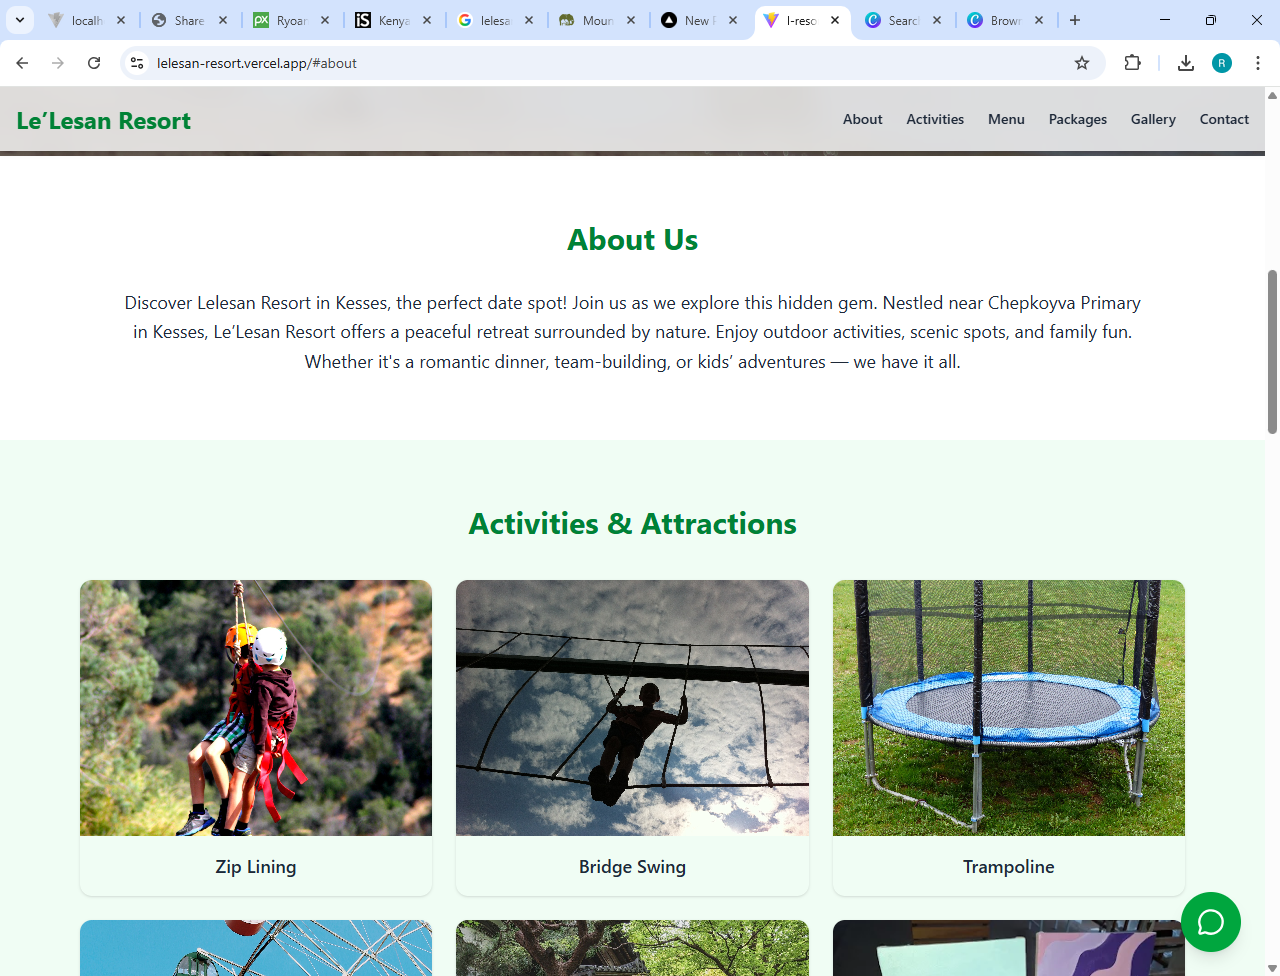 localh
Share
Ryoan
Kenya
lelesan
Moun
New P
l-reso
Searc
Brow
lelesan-resort.vercel.app/#about
R
Le’Lesan Resort
About Activities Menu Packages Gallery Contact
About Us
Discover Lelesan Resort in Kesses, the perfect date spot! Join us as we explore this hidden gem. Nestled near Chepkoyva Primary
in Kesses, Le’Lesan Resort offers a peaceful retreat surrounded by nature. Enjoy outdoor activities, scenic spots, and family fun.
Whether it's a romantic dinner, team-building, or kids’ adventures — we have it all.
Activities & Attractions
Zip Lining
Bridge Swing
Trampoline